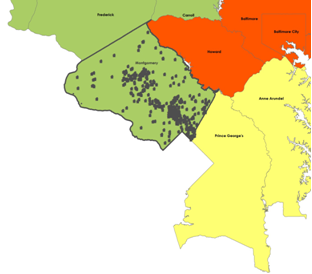 Frederick
Carroll
Baltimore
Baltimore City
Howard
Montgomery
Anne Arundel
Prince George's